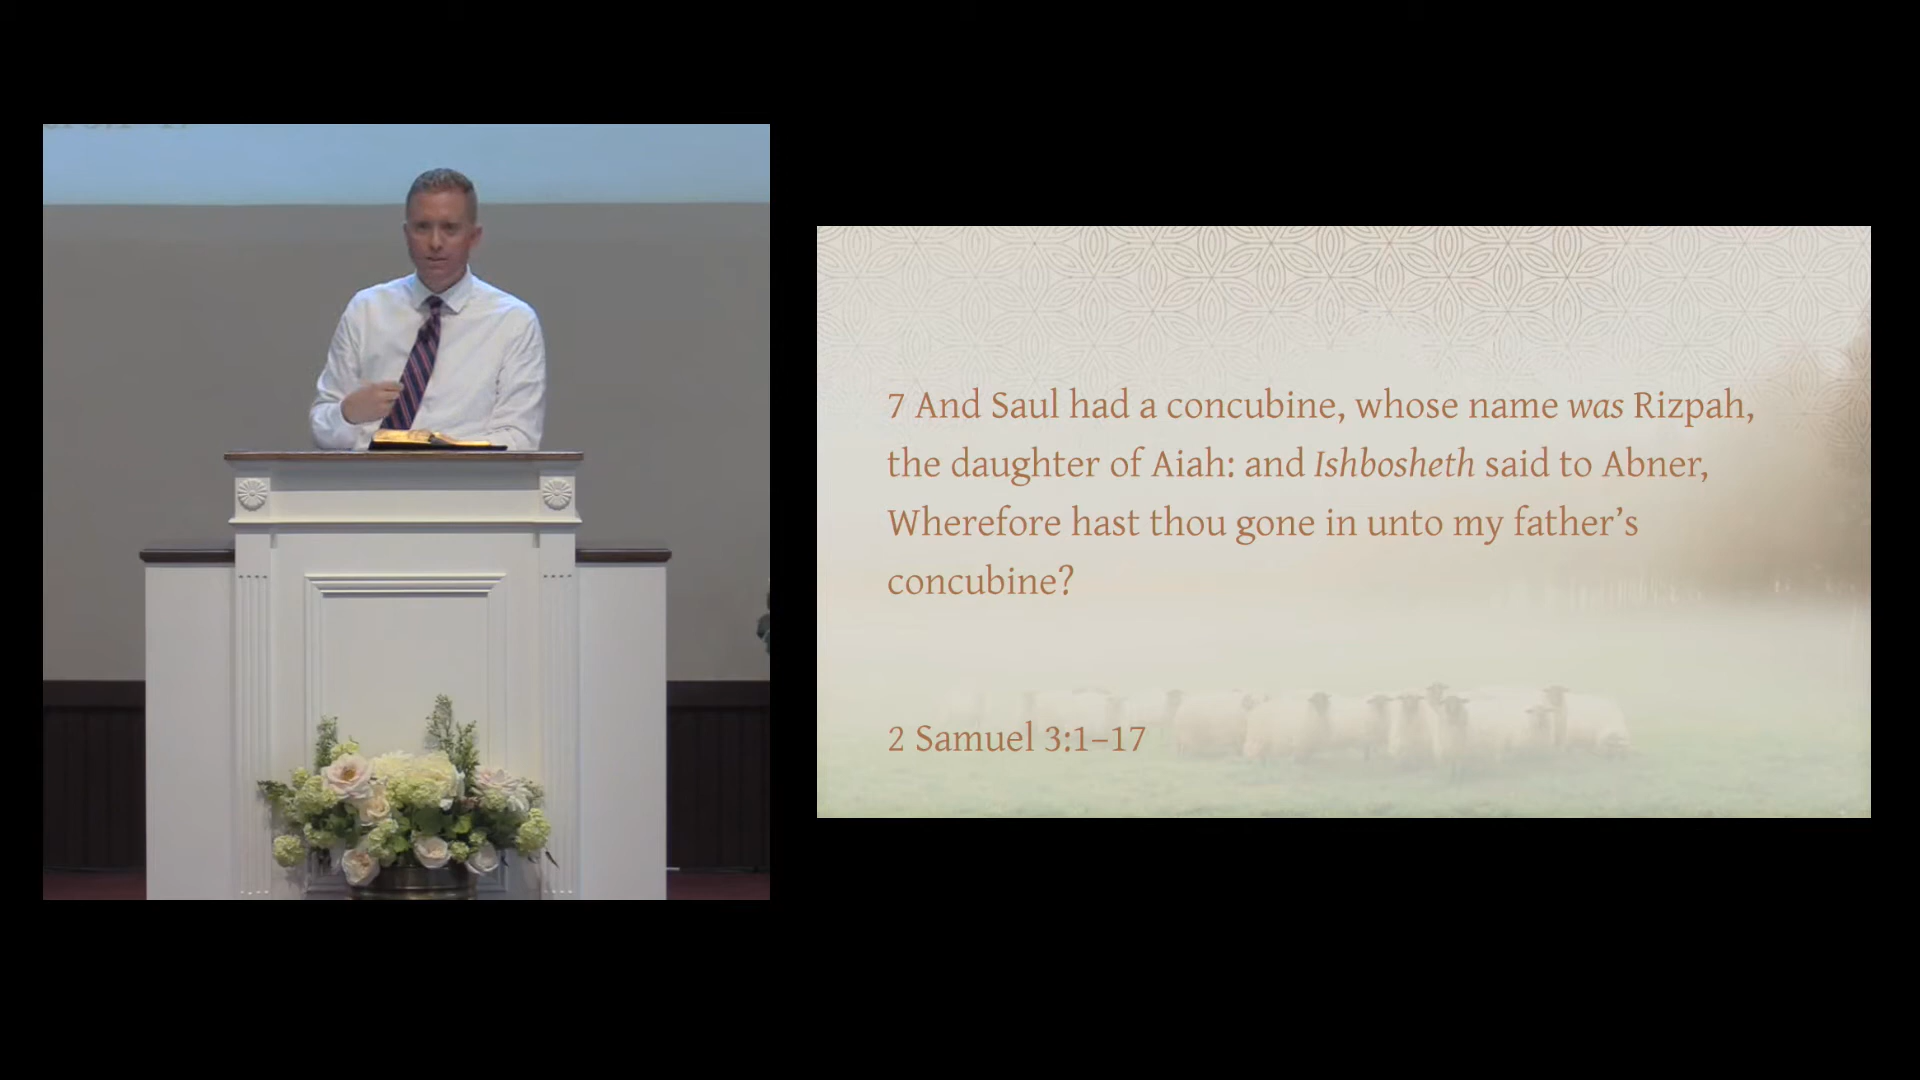 7 And Saul had a concubine, whose name was Rizpah,
the daughter of Aiah: and Ishbosheth said to Abner,
Wherefore hast thou gone in unto my father’s
concubine?
2 Samuel 3:1–17